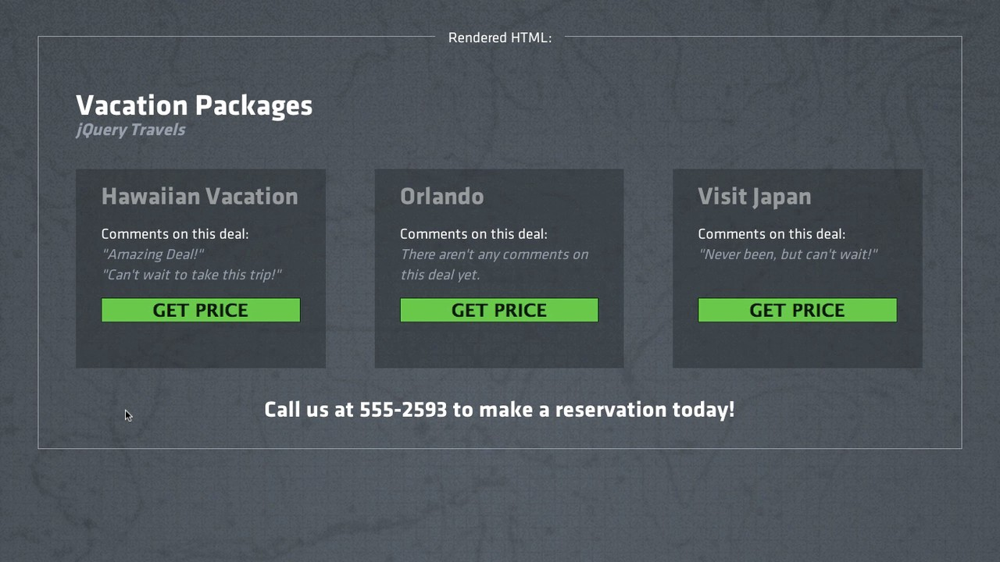 Rendered HTML:
Vacation Packages
jQuery Travels
Hawaiian Vacation
Comments on this deal:
"Amazing Deal!"
"Can't wait to take this trip!"
GET PRICE
Orlando
Comments on this deal:
There aren't any comments on
this deal yet.
GET PRICE
Visit Japan
Comments on this deal:
"Never been, but can't wait!"
GET PRICE
Call us at 555-2593 to make a reservation today!